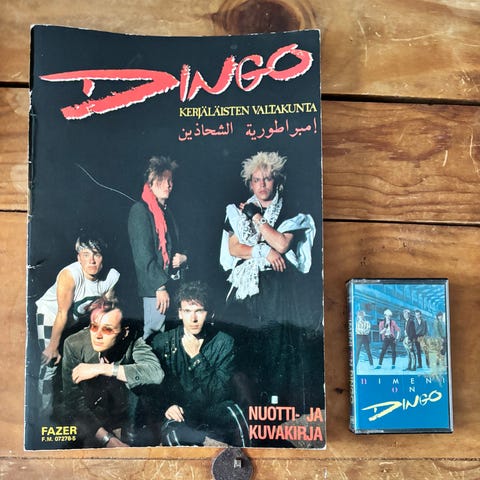 DINGO
KERJÄLÄISTEN VALTAKUNTA
إمبراطورية الشحاذين
NUOTTI- JA
KUVAKIRJA
FAZER
F.M. 07278-5
NIMENI
ON
DINGO